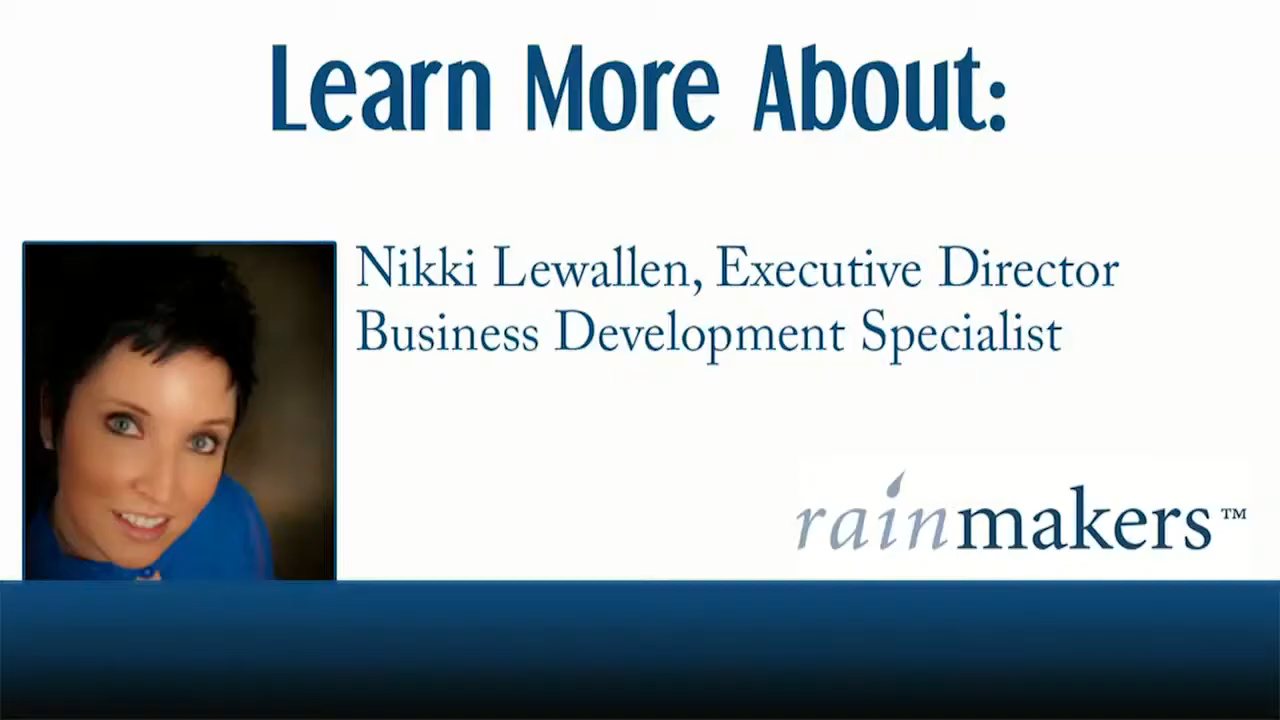 Learn More About:
Nikki Lewallen, Executive Director
Business Development Specialist
rainmakers™